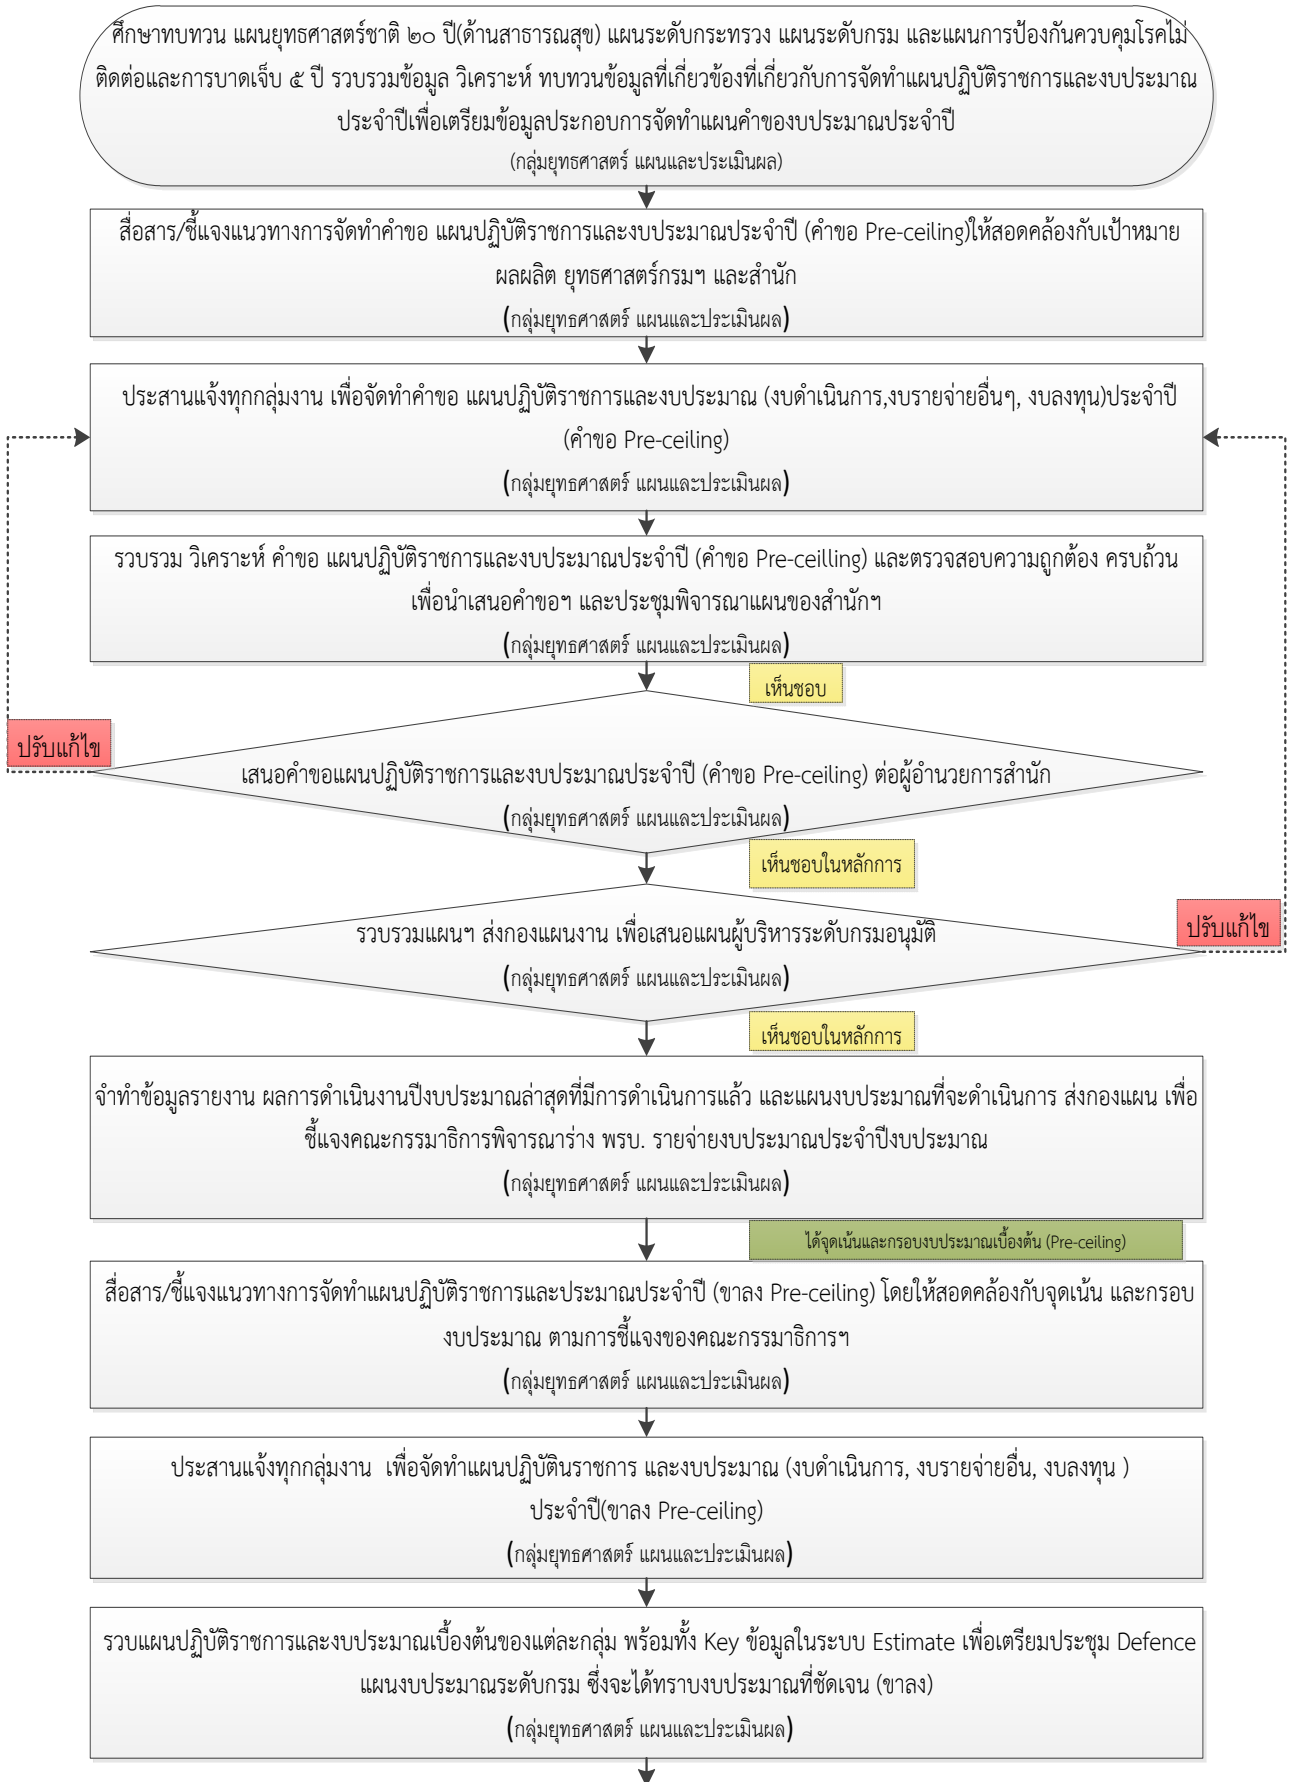 ศึกษาทบทวน แผนยุทธศาสตร์ชาติ ๒๐ ปี(ด้านสาธารณสุข) แผนระดับกระทรวง แผนระดับกรม และแผนการป้องกันควบคุมโรคไม่
ติดต่อและการบาดเจ็บ ๕ ปี รวบรวมข้อมูล วิเคราะห์ ทบทวนข้อมูลที่เกี่ยวข้องที่เกี่ยวกับการจัดทำแผนปฏิบัติราชการและงบประมาณ
ประจำปีเพื่อเตรียมข้อมูลประกอบการจัดทำแผนคำของบประมาณประจำปี
(กลุ่มยุทธศาสตร์ แผนและประเมินผล)
สื่อสาร/ชี้แจงแนวทางการจัดทำคำขอ แผนปฏิบัติราชการและงบประมาณประจำปี (คำขอ Pre-ceiling)ให้สอดคล้องกับเป้าหมาย
ผลผลิต ยุทธศาสตร์กรมฯ และสำนัก
(กลุ่มยุทธศาสตร์ แผนและประเมินผล)
ประสานแจ้งทุกกลุ่มงาน เพื่อจัดทำคำขอ แผนปฏิบัติราชการและงบประมาณ (งบดำเนินการ,งบรายจ่ายอื่นๆ, งบลงทุน)ประจำปี
(คำขอ Pre-ceiling)
(กลุ่มยุทธศาสตร์ แผนและประเมินผล)
รวบรวม วิเคราะห์ คำขอ แผนปฏิบัติราชการและงบประมาณประจำปี (คำขอ Pre-ceilling) และตรวจสอบความถูกต้อง ครบถ้วน
เพื่อนำเสนอคำขอฯ และประชุมพิจารณาแผนของสำนักฯ
(กลุ่มยุทธศาสตร์ แผนและประเมินผล)
เห็นชอบ
ปรับแก้ไข
เสนอคำขอแผนปฏิบัติราชการและงบประมาณประจำปี (คำขอ Pre-ceiling) ต่อผู้อำนวยการสำนัก
(กลุ่มยุทธศาสตร์ แผนและประเมินผล)
เห็นชอบในหลักการ
รวบรวมแผนฯ ส่งกองแผนงาน เพื่อเสนอแผนผู้บริหารระดับกรมอนุมัติ
ปรับแก้ไข
(กลุ่มยุทธศาสตร์ แผนและประเมินผล)
เห็นชอบในหลักการ
จำทำข้อมูลรายงาน ผลการดำเนินงานปีงบประมาณล่าสุดที่มีการดำเนินการแล้ว และแผนงบประมาณที่จะดำเนินการ ส่งกองแผน เพื่อ
ชี้แจงคณะกรรมาธิการพิจารณาร่าง พรบ. รายจ่ายงบประมาณประจำปีงบประมาณ
(กลุ่มยุทธศาสตร์ แผนและประเมินผล)
ได้จุดเน้นและกรอบงบประมาณเบื้องต้น (Pre-ceiling)
สื่อสาร/ชี้แจงแนวทางการจัดทำแผนปฏิบัติราชการและประมาณประจำปี (ขาลง Pre-ceiling) โดยให้สอดคล้องกับจุดเน้น และกรอบ
งบประมาณ ตามการชี้แจงของคณะกรรมาธิการฯ
(กลุ่มยุทธศาสตร์ แผนและประเมินผล)
ประสานแจ้งทุกกลุ่มงาน เพื่อจัดทำแผนปฏิบัตินราชการ และงบประมาณ (งบดำเนินการ, งบรายจ่ายอื่น, งบลงทุน )
ประจำปี(ขาลง Pre-ceiling)
(กลุ่มยุทธศาสตร์ แผนและประเมินผล)
รวบแผนปฏิบัติราชการและงบประมาณเบื้องต้นของแต่ละกลุ่ม พร้อมทั้ง Key ข้อมูลในระบบ Estimate เพื่อเตรียมประชุม Defence
แผนงบประมาณระดับกรม ซึ่งจะได้ทราบงบประมาณที่ชัดเจน (ขาลง)
(กลุ่มยุทธศาสตร์ แผนและประเมินผล)